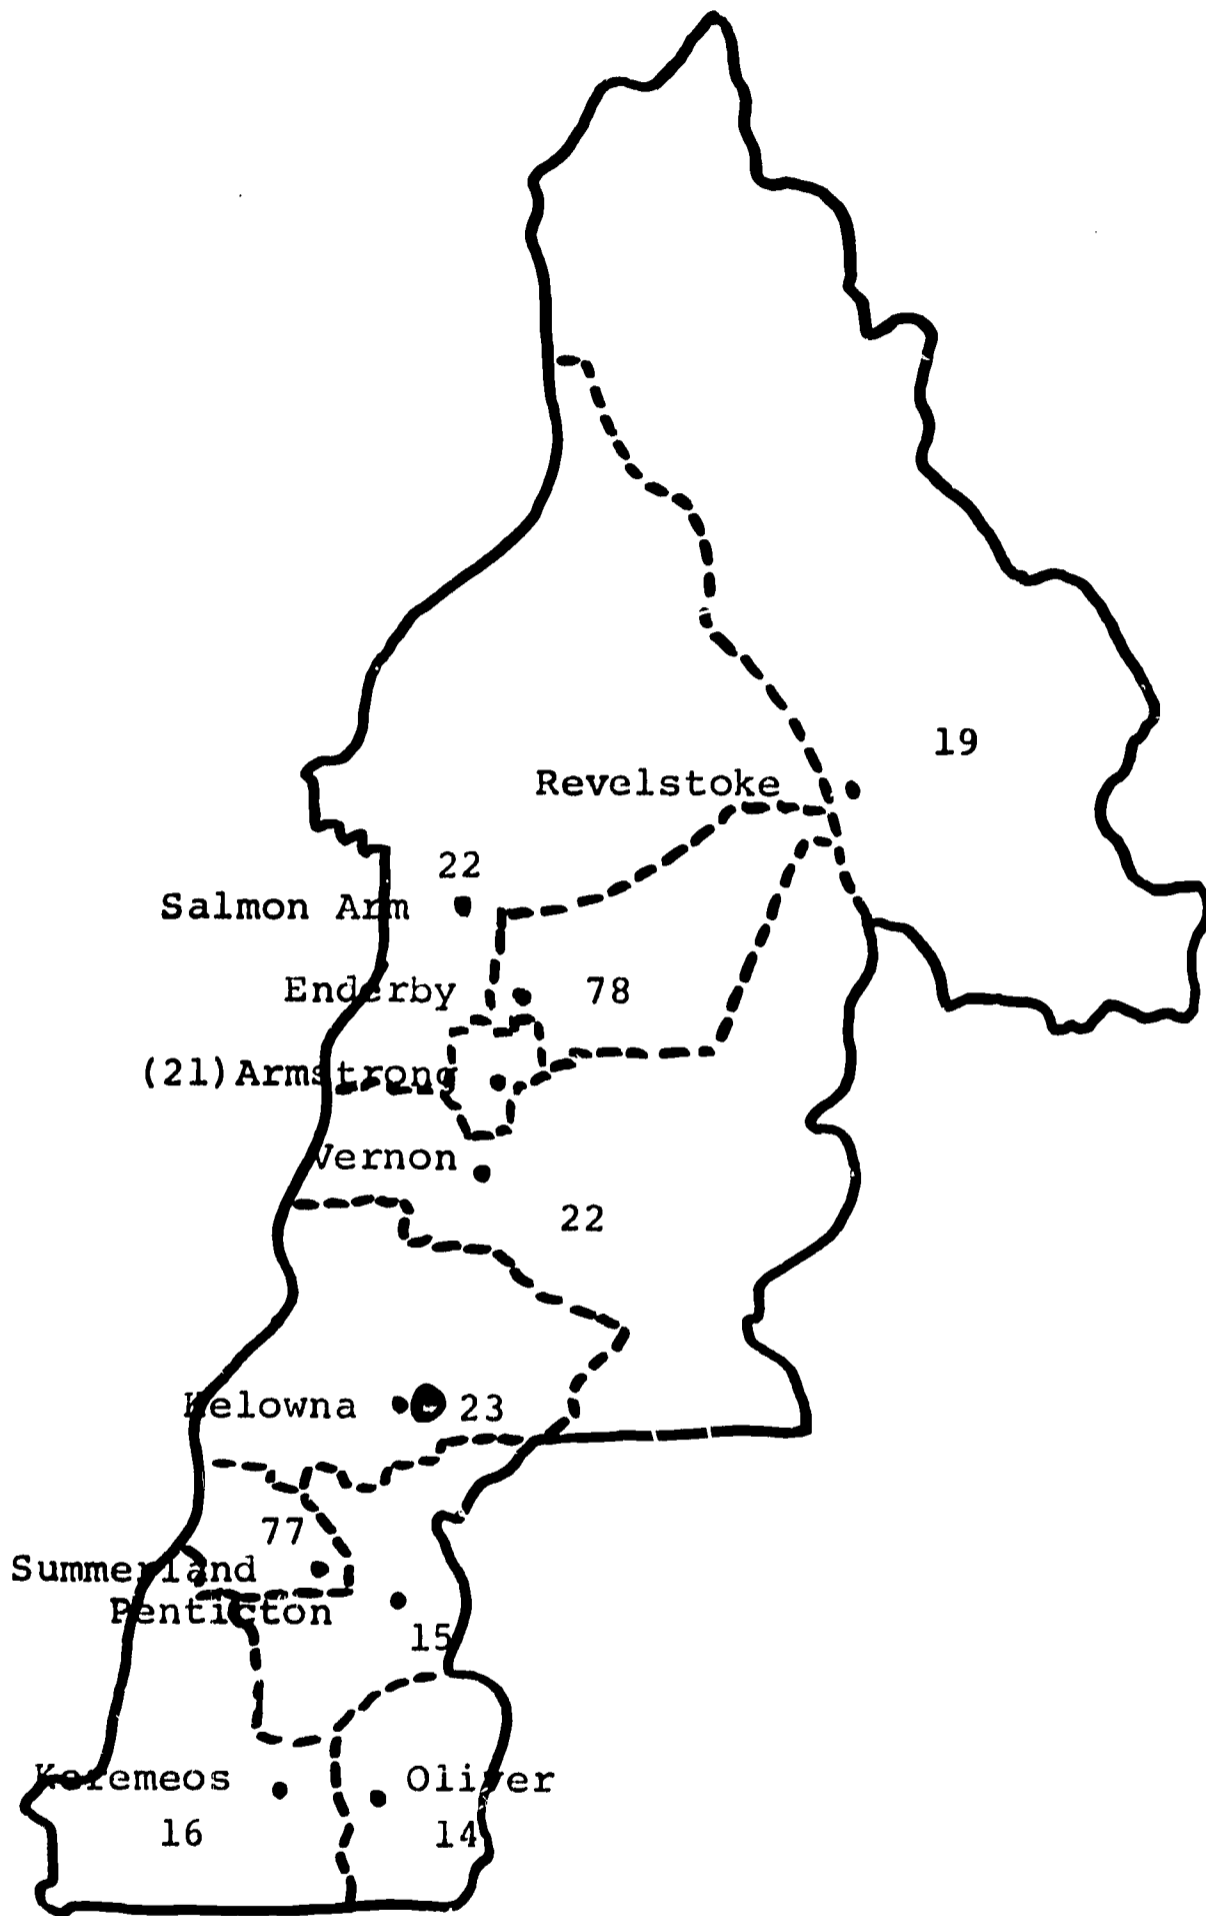 19
Revelstoke
22
Salmon Arm
Enderby 78
(21)Armstrong
Vernon
22
Kelowna 23
77
Summerland
Penticton
15
Keremeos Oliver
16 14